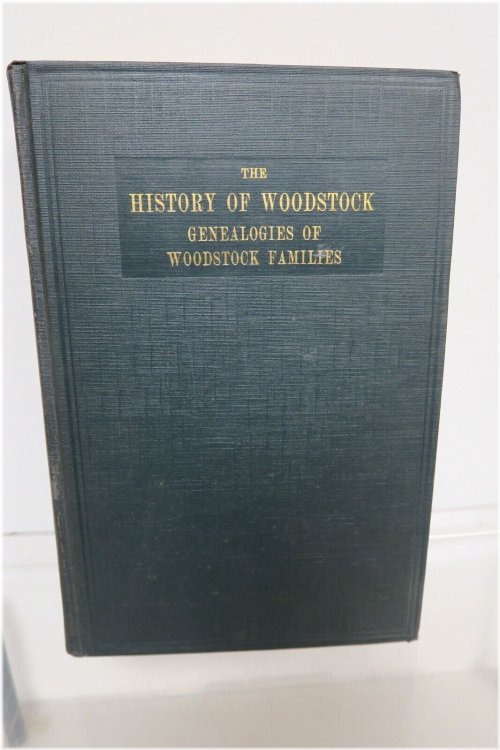 THE
HISTORY OF WOODSTOCK
GENEALOGIES OF
WOODSTOCK FAMILIES